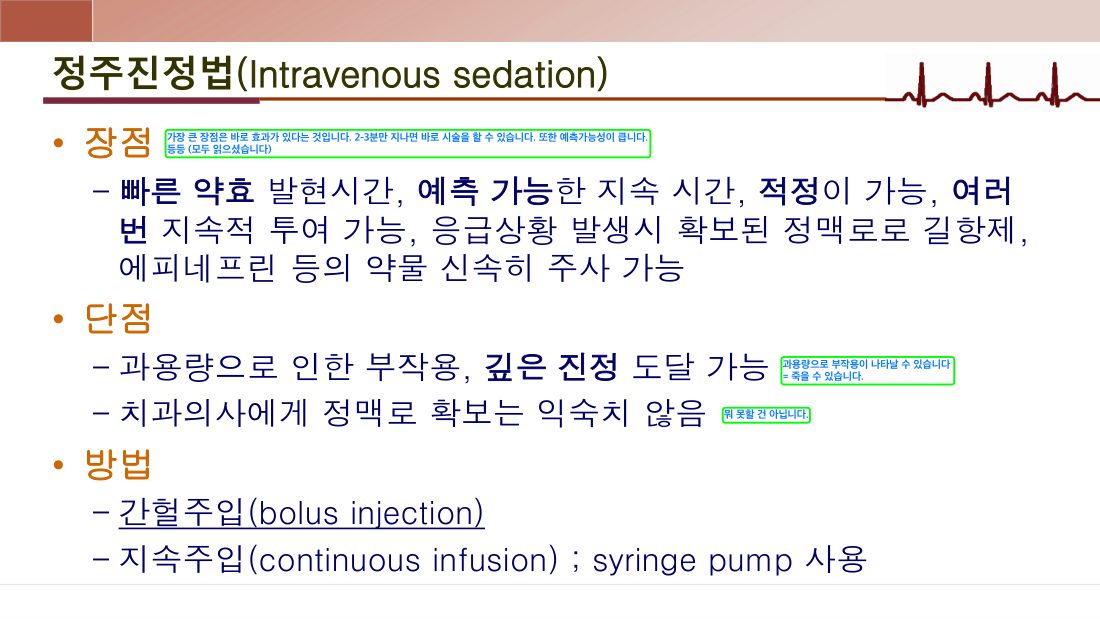 정주진정법(Intravenous sedation)
• 장점
가장 큰 장점은 바로 효과가 있다는 것입니다. 2-3분만 지나면 바로 시술을 할 수 있습니다. 또한 예측가능성이 큽니다.
등등 (모두 읽으셨습니다)
– 빠른 약효 발현시간, 예측 가능한 지속 시간, 적정이 가능, 여러
번 지속적 투여 가능, 응급상황 발생시 확보된 정맥로로 길항제,
에피네프린 등의 약물 신속히 주사 가능
• 단점
– 과용량으로 인한 부작용, 깊은 진정 도달 가능
과용량으로 부작용이 나타날 수 있습니다
= 죽을 수 있습니다.
– 치과의사에게 정맥로 확보는 익숙치 않음
뭐 못할 건 아닙니다.
• 방법
– 간헐주입(bolus injection)
– 지속주입(continuous infusion) ; syringe pump 사용